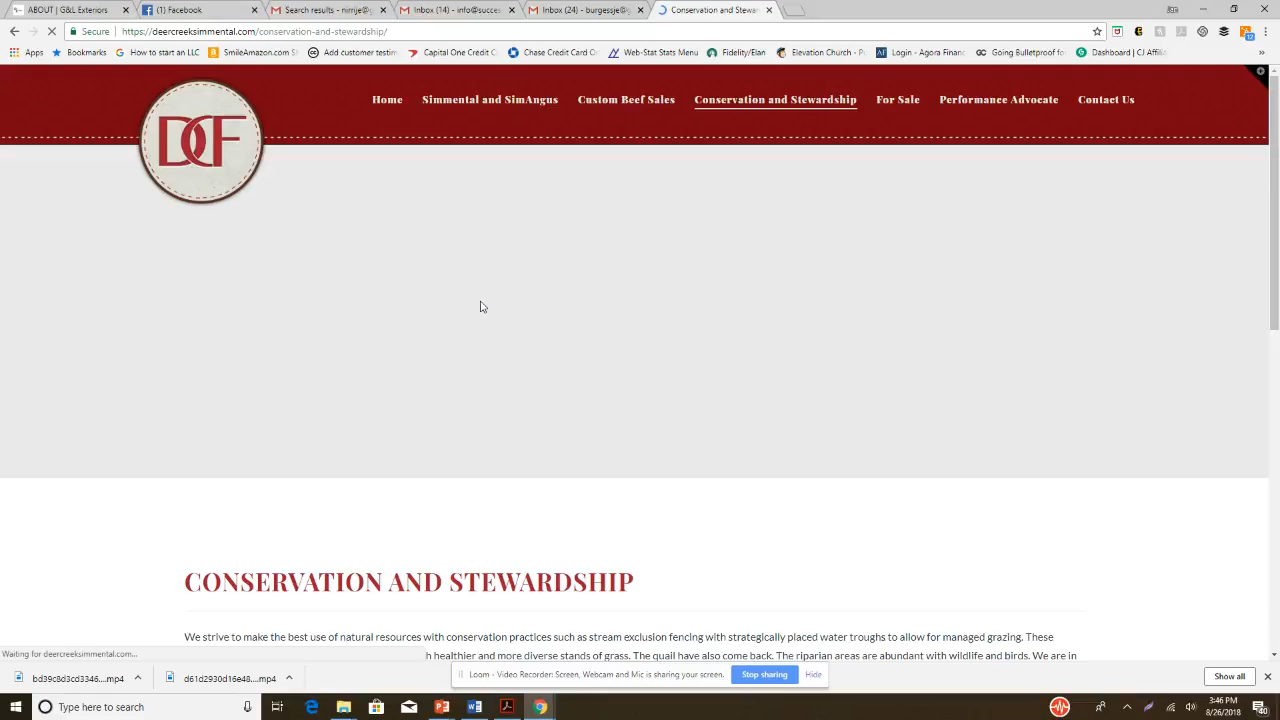 ABOUT | G&L Exteriors
(1) Facebook
Search results - nimje@g
Inbox (14) - info@succes
Inbox (24) - burgessje@g
Conservation and Stewar
https://deercreeksimmental.com/conservation-and-stewardship/
Secure
Apps
Bookmarks
How to start an LLC
SmileAmazon.com S
Add customer testim
Capital One Credit C
Chase Credit Card On
Web-Stat Stats Menu
Fidelity/Elan
Elevation Church - P
Login - Agora Financ
Going Bulletproof for
Dashboard | CJ Affilia
»
12
DCF
Home
Simmental and SimAngus
Custom Beef Sales
Conservation and Stewardship
For Sale
Performance Advocate
Contact Us
CONSERVATION AND STEWARDSHIP
We strive to make the best use of natural resources with conservation practices such as stream exclusion fencing with strategically placed water troughs to allow for managed grazing. These
h healthier and more diverse stands of grass. The quail have also come back. The riparian areas are abundant with wildlife and birds. We are in
Waiting for deercreeksimmental.com...
d61d2930d16e48....mp4
Loom - Video Recorder: Screen, Webcam and Mic is sharing your screen.
Stop sharing
Hide
Show all
Type here to search
3:46 PM
8/26/2018
40